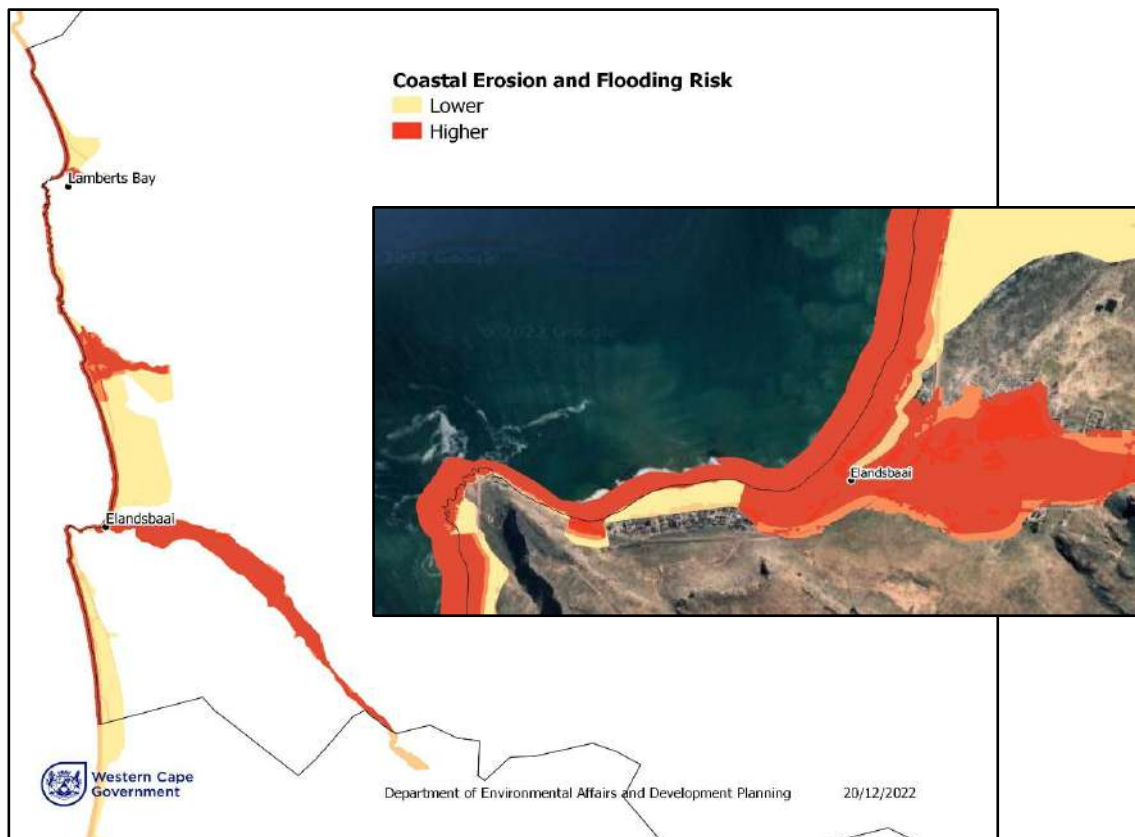 Coastal Erosion and Flooding Risk
Lower
Higher
Lamberts Bay
Elandsbaai
Elandsbaai
Western Cape
Government
Department of Environmental Affairs and Development Planning
20/12/2022